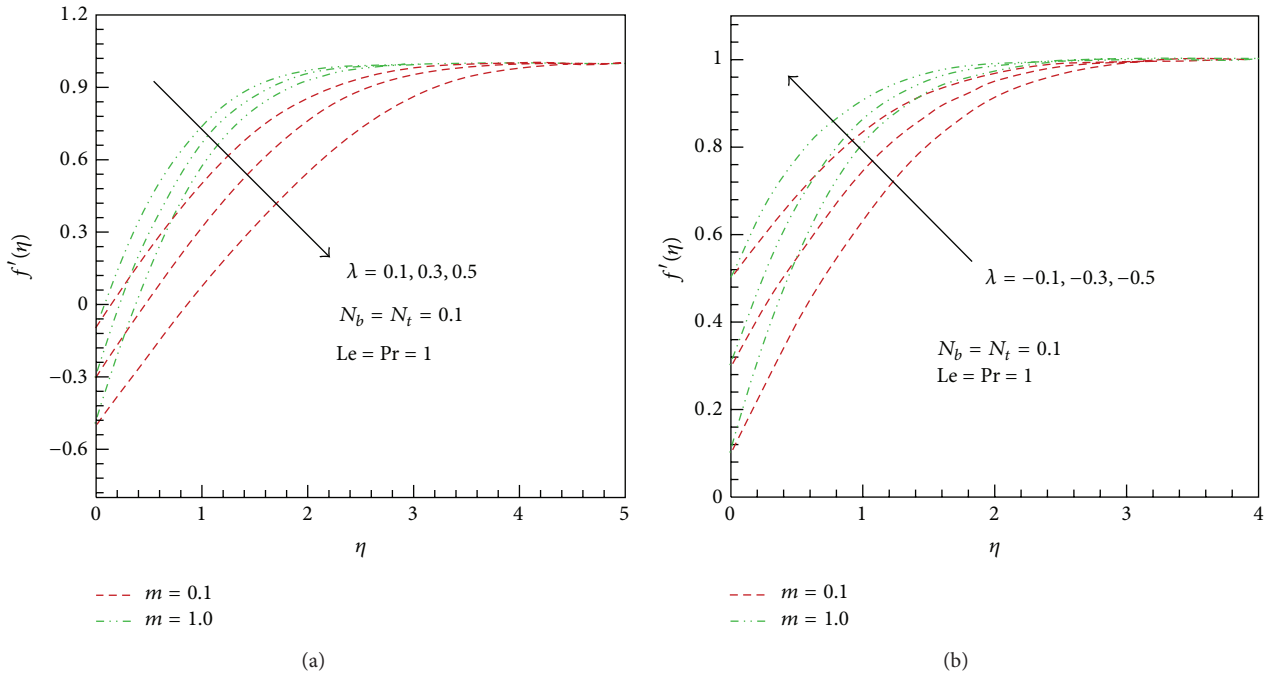 1.2
0.9
0.6
0.3
0
−0.3
−0.6
f′(η)
0 1 2 3 4 5
η
λ = 0.1, 0.3, 0.5
N_b = N_t = 0.1
Le = Pr = 1
m = 0.1
m = 1.0
(a)
1
0.8
0.6
0.4
0.2
0
f′(η)
0 1 2 3 4
η
λ = −0.1, −0.3, −0.5
N_b = N_t = 0.1
Le = Pr = 1
m = 0.1
m = 1.0
(b)